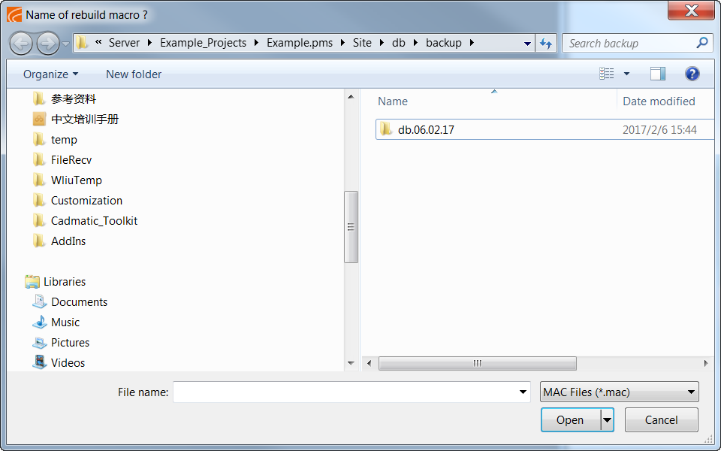 Name of rebuild macro ?
« Server Example_Projects Example.pms Site db backup
Search backup
Organize New folder
Name Date modified
参考资料
中文培训手册
temp
FileRecv
WliuTemp
Customization
Cadmatic_Toolkit
AddIns
Libraries
Documents
Music
Pictures
Videos
db.06.02.17 2017/2/6 15:44
File name:
MAC Files (*.mac)
Open Cancel